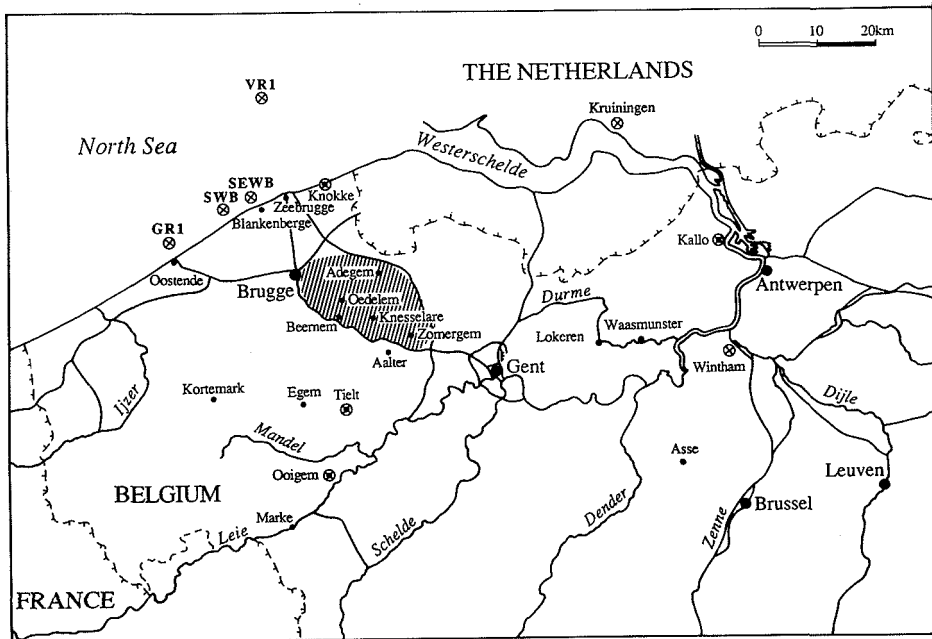 0 10 20km
THE NETHERLANDS
VR1
Kruiningen
North Sea
Westerschelde
SEWB
Knokke
SWB
Zeebrugge
Blankenberge
GR1
Kallo
Oostende
Adegem
Brugge
Antwerpen
Oedelem
Durme
Beernem
Knesselare
Lokeren
Waasmunster
Zomergem
Aalter
Gent
Wintham
Ijzer
Kortemark
Egem
Tielt
Dijle
Mandel
Asse
Ooigem
Leuven
BELGIUM
Dender
Zenne
Brussel
Marke
Schelde
Leie
FRANCE